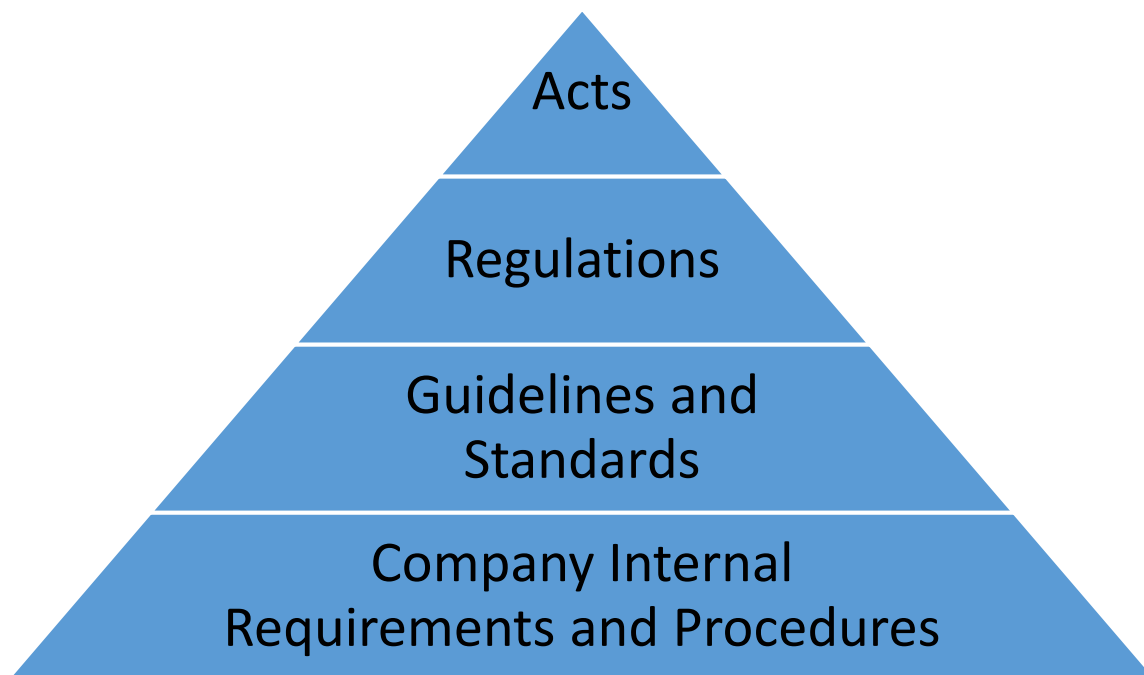 Acts
Regulations
Guidelines and
Standards
Company Internal
Requirements and Procedures